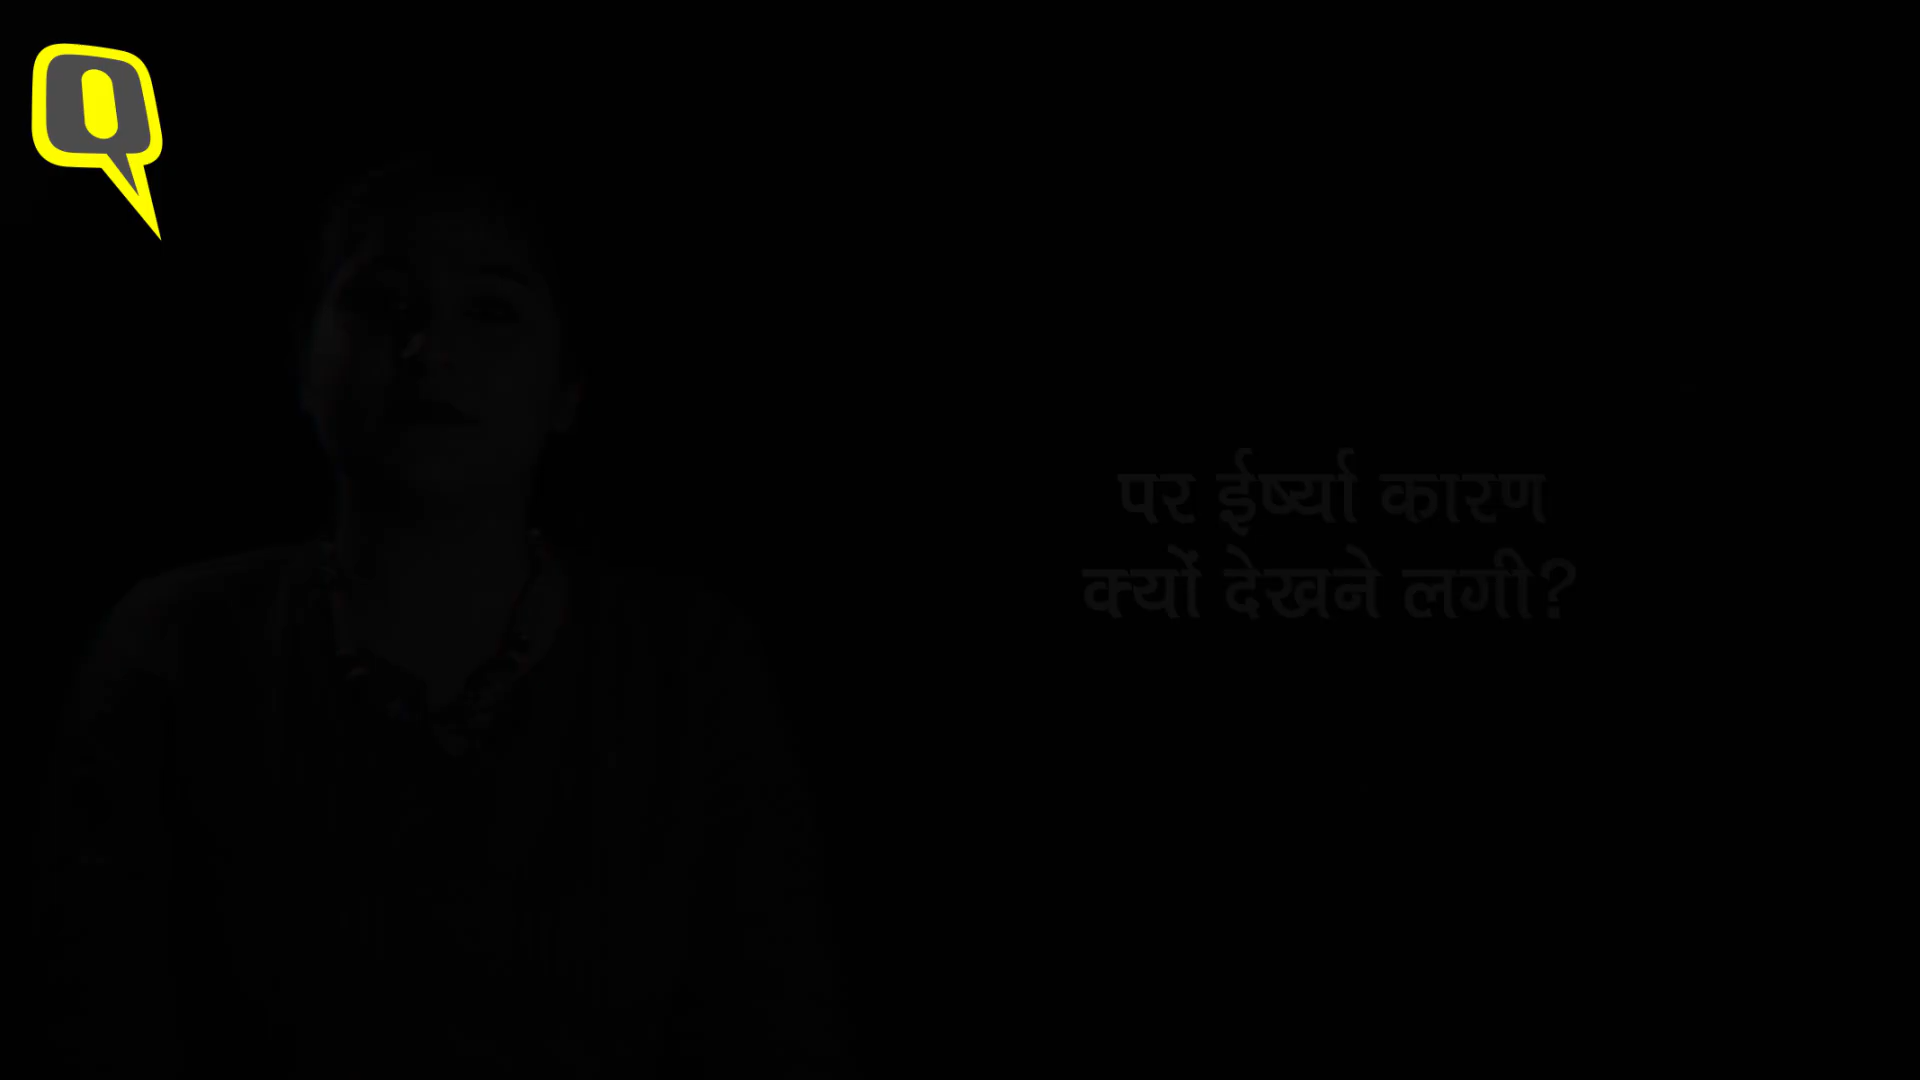 पर ईर्ष्या कारण
क्यों देखने लगी?